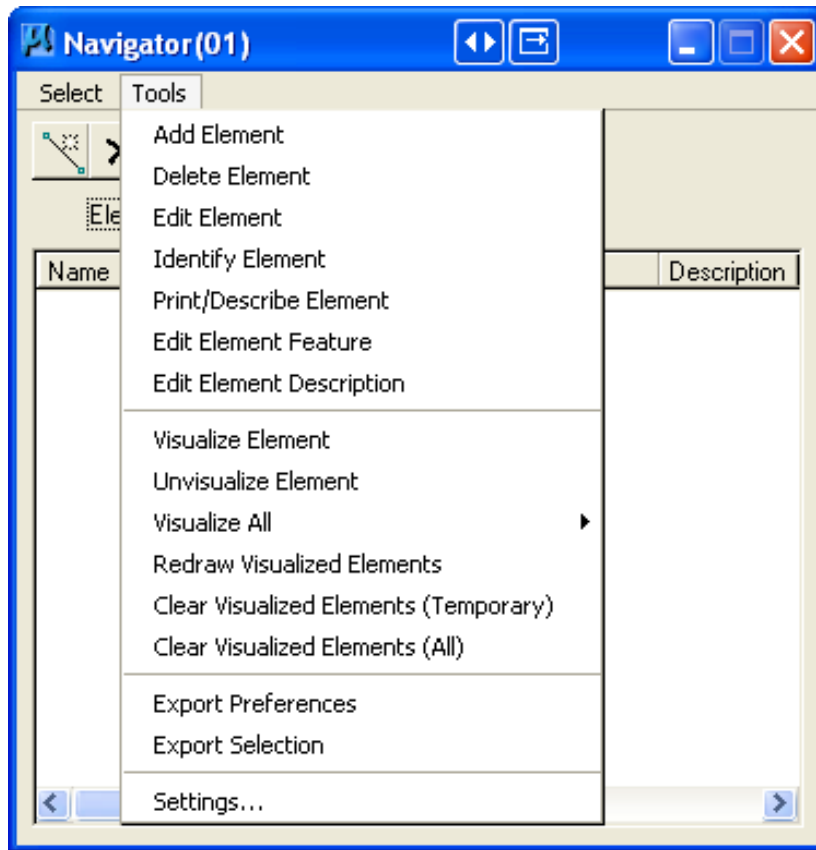 Navigator(01)
Select Tools
Add Element
Delete Element
Edit Element
Identify Element
Print/Describe Element
Edit Element Feature
Edit Element Description
Visualize Element
Unvisualize Element
Visualize All
Redraw Visualized Elements
Clear Visualized Elements (Temporary)
Clear Visualized Elements (All)
Export Preferences
Export Selection
Settings...
Ele
Name Description